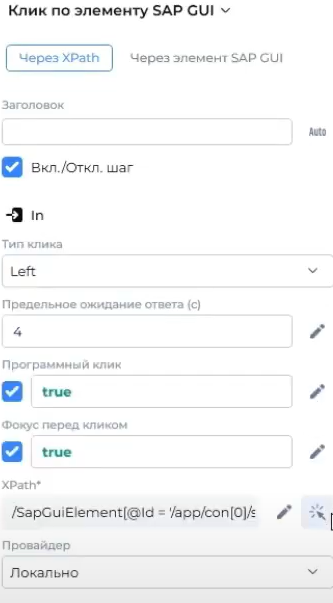 Клик по элементу SAP GUI
Через XPath Через элемент SAP GUI
Заголовок
Auto
Вкл./Откл. шаг
In
Тип клика
Left
Предельное ожидание ответа (с)
4
Программный клик
true
Фокус перед кликом
true
XPath*
/SapGuiElement[@Id = '/app/con[0]/s
Провайдер
Локально